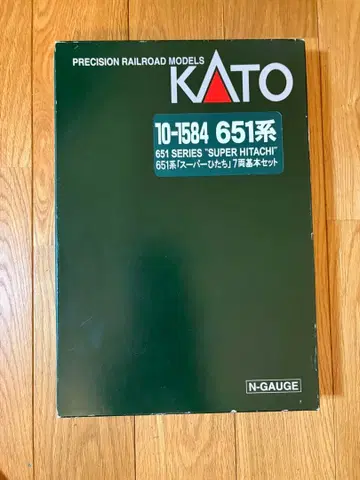 PRECISION RAILROAD MODELS
KATO
10-1584 651系
651 SERIES "SUPER HITACHI"
651系「スーパーひたち」7両基本セット
N-GAUGE